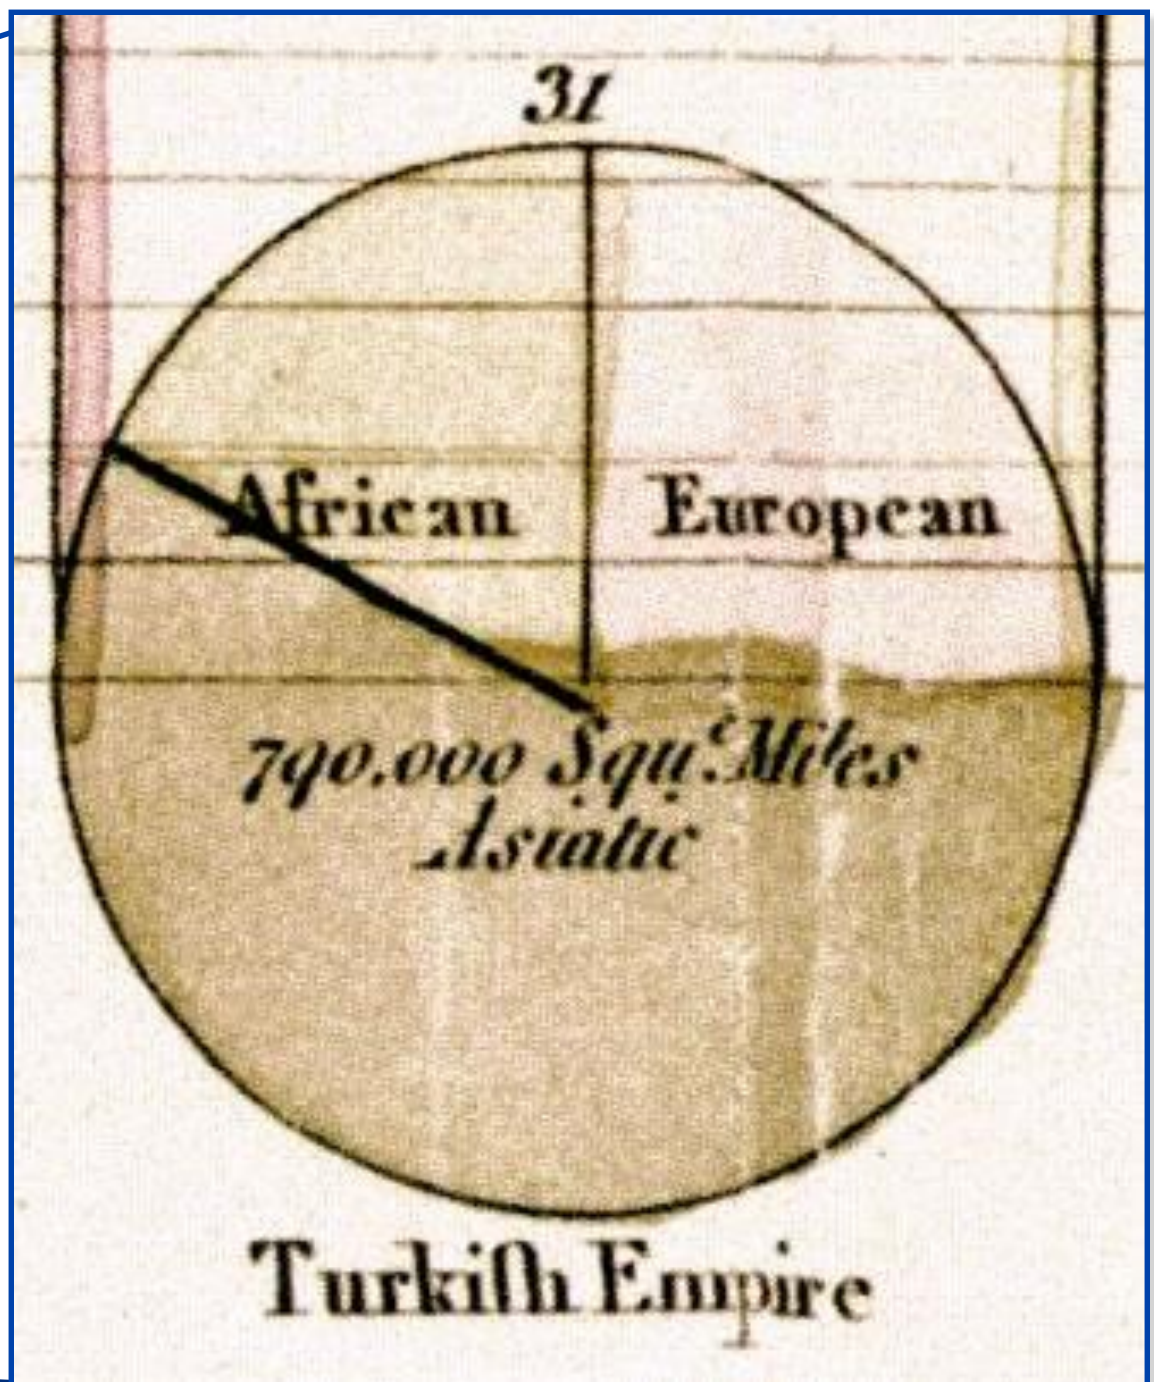 31
African European
790.000 Squ. Miles
Asiatic
Turkiſh Empire